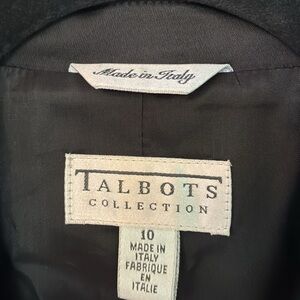 Made in Italy
TALBOTS
COLLECTION
10
MADE IN
ITALY
FABRIQUE
EN
ITALIE